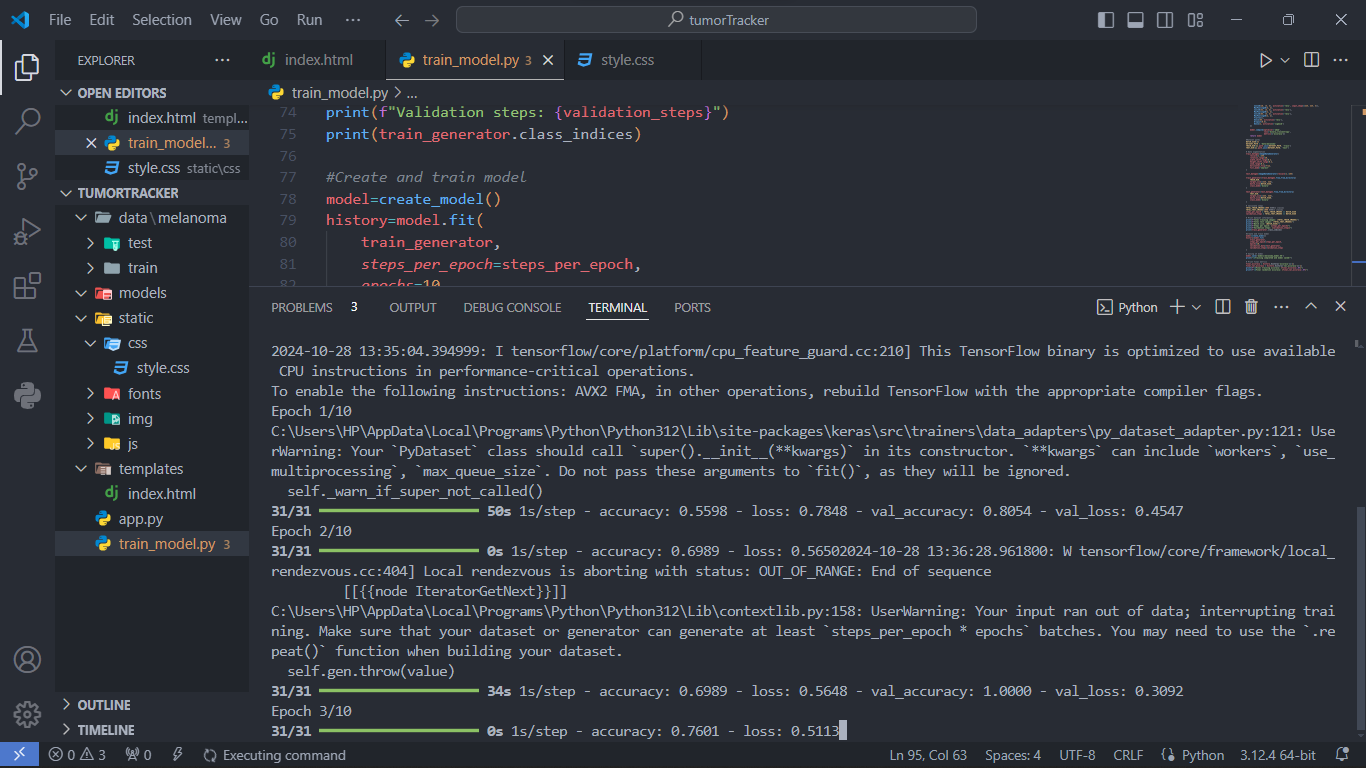 File Edit Selection View Go Run ··· tumorTracker
EXPLORER ···
OPEN EDITORS
index.html templ...
train_model... 3
style.css static\css
TUMORTRACKER
data\melanoma
test
train
models
static
css
style.css
fonts
img
js
templates
index.html
app.py
train_model.py 3
OUTLINE
TIMELINE
index.html train_model.py 3 style.css
train_model.py > ...
74 print(f"Validation steps: {validation_steps}")
75 print(train_generator.class_indices)
76
77 #Create and train model
78 model=create_model()
79 history=model.fit(
80 train_generator,
81 steps_per_epoch=steps_per_epoch,
82 epochs=10
PROBLEMS 3 OUTPUT DEBUG CONSOLE TERMINAL PORTS Python
2024-10-28 13:35:04.394999: I tensorflow/core/platform/cpu_feature_guard.cc:210] This TensorFlow binary is optimized to use available
CPU instructions in performance-critical operations.
To enable the following instructions: AVX2 FMA, in other operations, rebuild TensorFlow with the appropriate compiler flags.
Epoch 1/10
C:\Users\HP\AppData\Local\Programs\Python\Python312\Lib\site-packages\keras\src\trainers\data_adapters\py_dataset_adapter.py:121: Use
rWarning: Your `PyDataset` class should call `super().__init__(**kwargs)` in its constructor. `**kwargs` can include `workers`, `use_
multiprocessing`, `max_queue_size`. Do not pass these arguments to `fit()`, as they will be ignored.
self._warn_if_super_not_called()
31/31 50s 1s/step - accuracy: 0.5598 - loss: 0.7848 - val_accuracy: 0.8054 - val_loss: 0.4547
Epoch 2/10
31/31 0s 1s/step - accuracy: 0.6989 - loss: 0.56502024-10-28 13:36:28.961800: W tensorflow/core/framework/local_
rendezvous.cc:404] Local rendezvous is aborting with status: OUT_OF_RANGE: End of sequence
[[{{node IteratorGetNext}}]]
C:\Users\HP\AppData\Local\Programs\Python\Python312\Lib\contextlib.py:158: UserWarning: Your input ran out of data; interrupting trai
ning. Make sure that your dataset or generator can generate at least `steps_per_epoch * epochs` batches. You may need to use the `.re
peat()` function when building your dataset.
self.gen.throw(value)
31/31 34s 1s/step - accuracy: 0.6989 - loss: 0.5648 - val_accuracy: 1.0000 - val_loss: 0.3092
Epoch 3/10
31/31 0s 1s/step - accuracy: 0.7601 - loss: 0.5113
0 3 0 Executing command Ln 95, Col 63 Spaces: 4 UTF-8 CRLF Python 3.12.4 64-bit